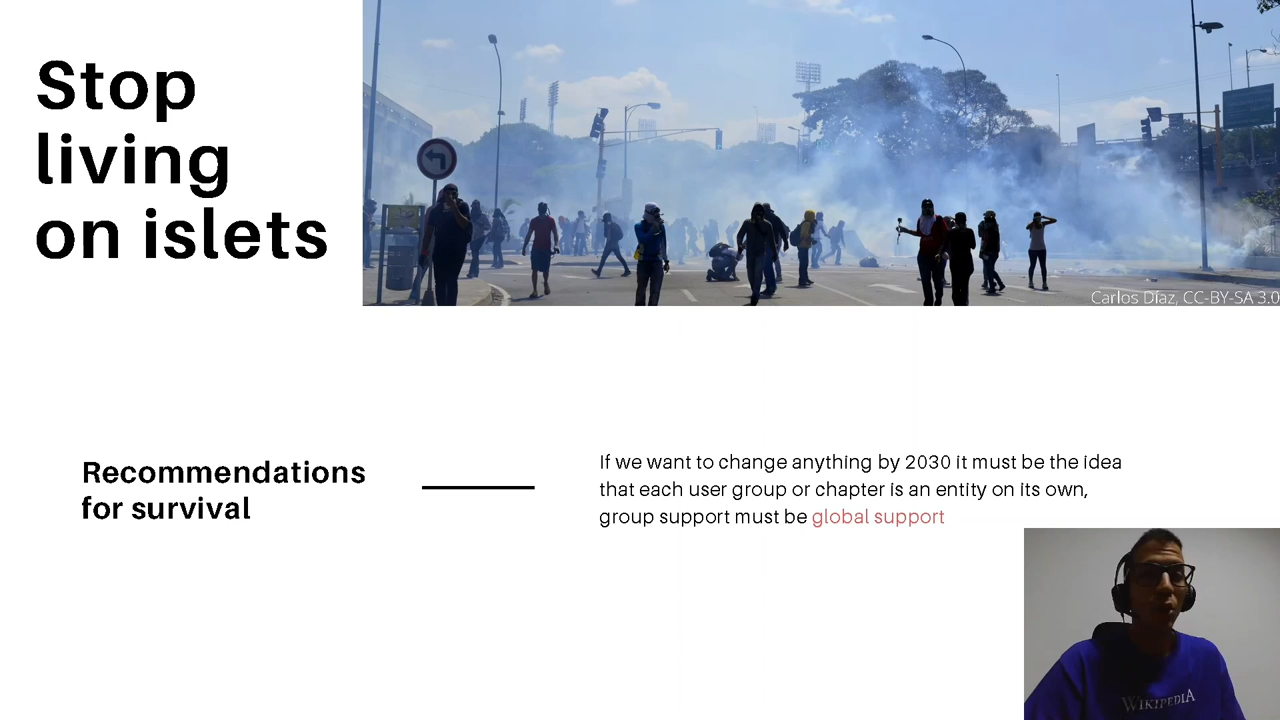 Stop
living
on islets
Carlos Díaz, CC-BY-SA 3.0
Recommendations
for survival
If we want to change anything by 2030 it must be the idea
that each user group or chapter is an entity on its own,
group support must be global support
WIKIPEDIA